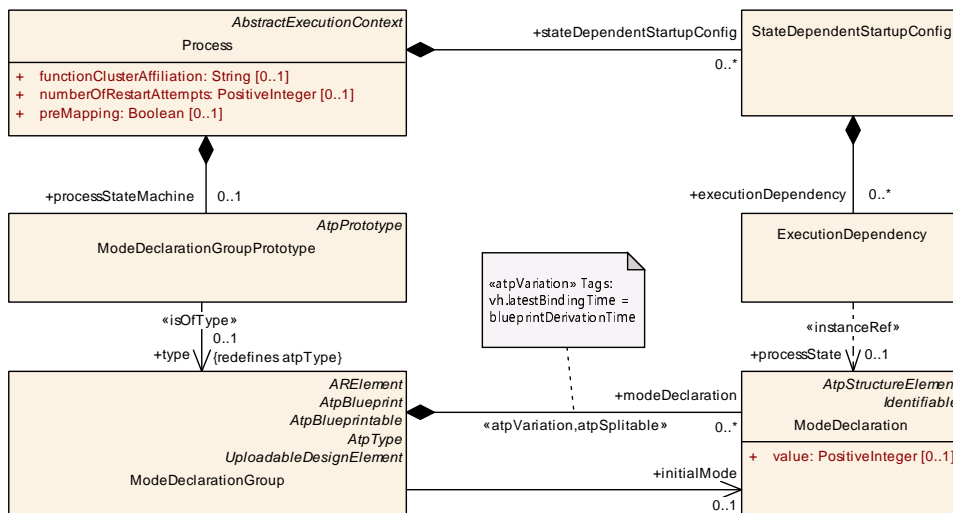 AbstractExecutionContext
Process
+ functionClusterAffiliation: String [0..1]
+ numberOfRestartAttempts: PositiveInteger [0..1]
+ preMapping: Boolean [0..1]
+stateDependentStartupConfig
0..*
StateDependentStartupConfig
+processStateMachine
0..1
+executionDependency
0..*
AtpPrototype
ModeDeclarationGroupPrototype
ExecutionDependency
«atpVariation» Tags:
vh.latestBindingTime =
blueprintDerivationTime
«isOfType»
0..1
+type
{redefines atpType}
«instanceRef»
+processState
0..1
ARElement
AtpBlueprint
AtpBlueprintable
AtpType
UploadableDesignElement
ModeDeclarationGroup
+modeDeclaration
«atpVariation,atpSplitable»
0..*
+initialMode
0..1
AtpStructureElement
Identifiable
ModeDeclaration
+ value: PositiveInteger [0..1]